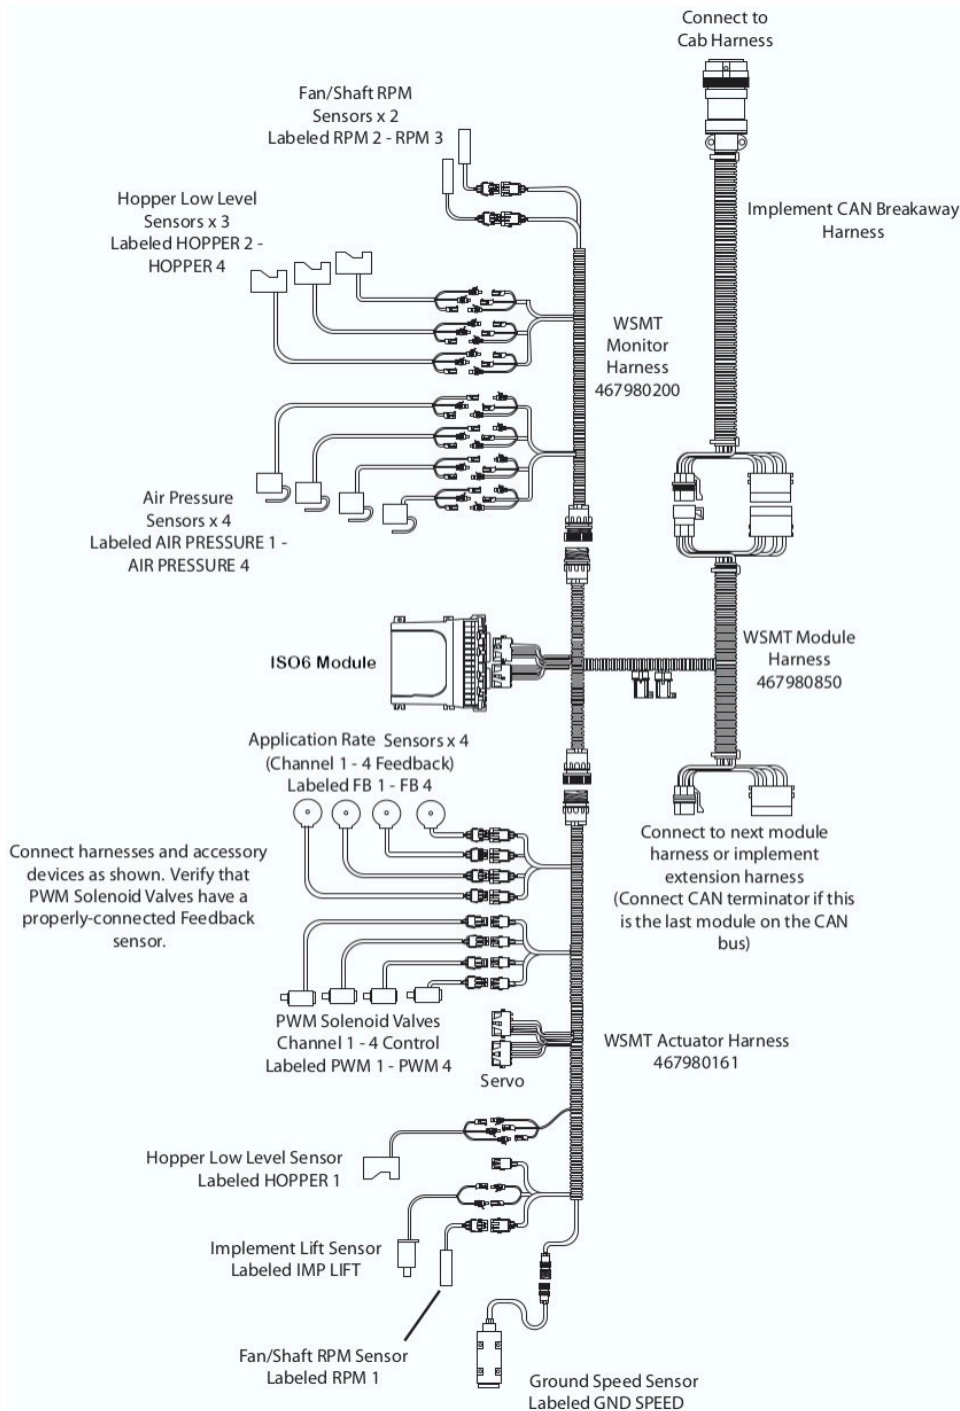 Connect to
Cab Harness
Fan/Shaft RPM
Sensors x 2
Labeled RPM 2 - RPM 3
Hopper Low Level
Sensors x 3
Labeled HOPPER 2 -
HOPPER 4
Implement CAN Breakaway
Harness
WSMT
Monitor
Harness
467980200
Air Pressure
Sensors x 4
Labeled AIR PRESSURE 1 -
AIR PRESSURE 4
ISO6 Module
WSMT Module
Harness
467980850
Application Rate Sensors x 4
(Channel 1 - 4 Feedback)
Labeled FB 1 - FB 4
Connect harnesses and accessory
devices as shown. Verify that
PWM Solenoid Valves have a
properly-connected Feedback
sensor.
Connect to next module
harness or implement
extension harness
(Connect CAN terminator if this
is the last module on the CAN
bus)
PWM Solenoid Valves
Channel 1 - 4 Control
Labeled PWM 1 - PWM 4
Servo
WSMT Actuator Harness
467980161
Hopper Low Level Sensor
Labeled HOPPER 1
Implement Lift Sensor
Labeled IMP LIFT
Fan/Shaft RPM Sensor
Labeled RPM 1
Ground Speed Sensor
Labeled GND SPEED